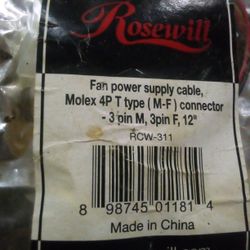 Rosewill
Fan power supply cable,
Molex 4P T type ( M-F ) connector
- 3 pin M, 3pin F, 12"
RCW-311
8 98745 01181 4
Made in China